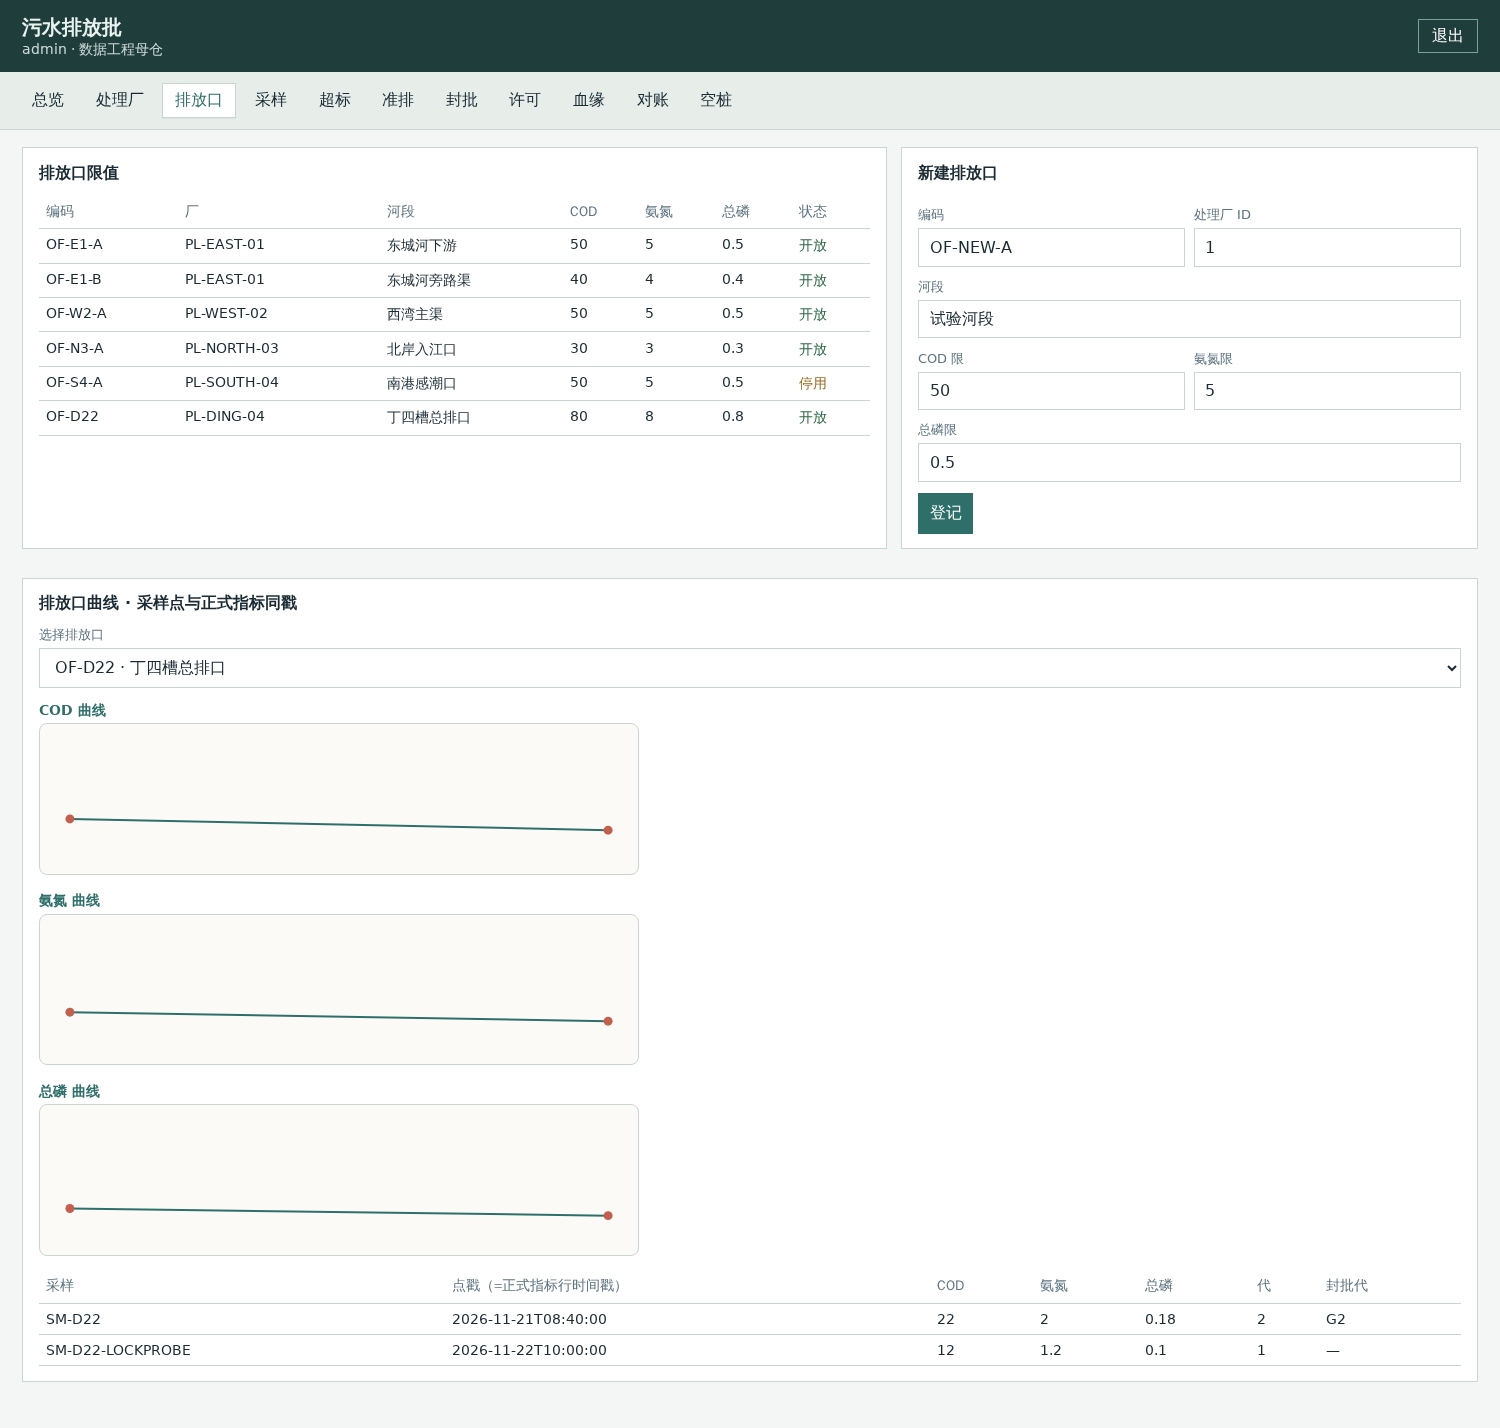 污水排放批
admin · 数据工程母仓
退出
总览 处理厂 排放口 采样 超标 准排 封批 许可 血缘 对账 空桩
排放口限值
编码 厂 河段 COD 氨氮 总磷 状态
OF-E1-A PL-EAST-01 东城河下游 50 5 0.5 开放
OF-E1-B PL-EAST-01 东城河旁路渠 40 4 0.4 开放
OF-W2-A PL-WEST-02 西湾主渠 50 5 0.5 开放
OF-N3-A PL-NORTH-03 北岸入江口 30 3 0.3 开放
OF-S4-A PL-SOUTH-04 南港感潮口 50 5 0.5 停用
OF-D22 PL-DING-04 丁四槽总排口 80 8 0.8 开放
新建排放口
编码 处理厂 ID
OF-NEW-A 1
河段
试验河段
COD 限 氨氮限
50 5
总磷限
0.5
登记
排放口曲线 · 采样点与正式指标同戳
选择排放口
OF-D22 · 丁四槽总排口
COD 曲线
氨氮 曲线
总磷 曲线
采样 点戳（=正式指标行时间戳） COD 氨氮 总磷 代 封批代
SM-D22 2026-11-21T08:40:00 22 2 0.18 2 G2
SM-D22-LOCKPROBE 2026-11-22T10:00:00 12 1.2 0.1 1 —